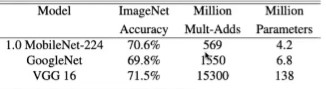 Model ImageNet Million Million
Accuracy Mult-Adds Parameters
1.0 MobileNet-224 70.6% 569 4.2
GoogleNet 69.8% 1550 6.8
VGG 16 71.5% 15300 138